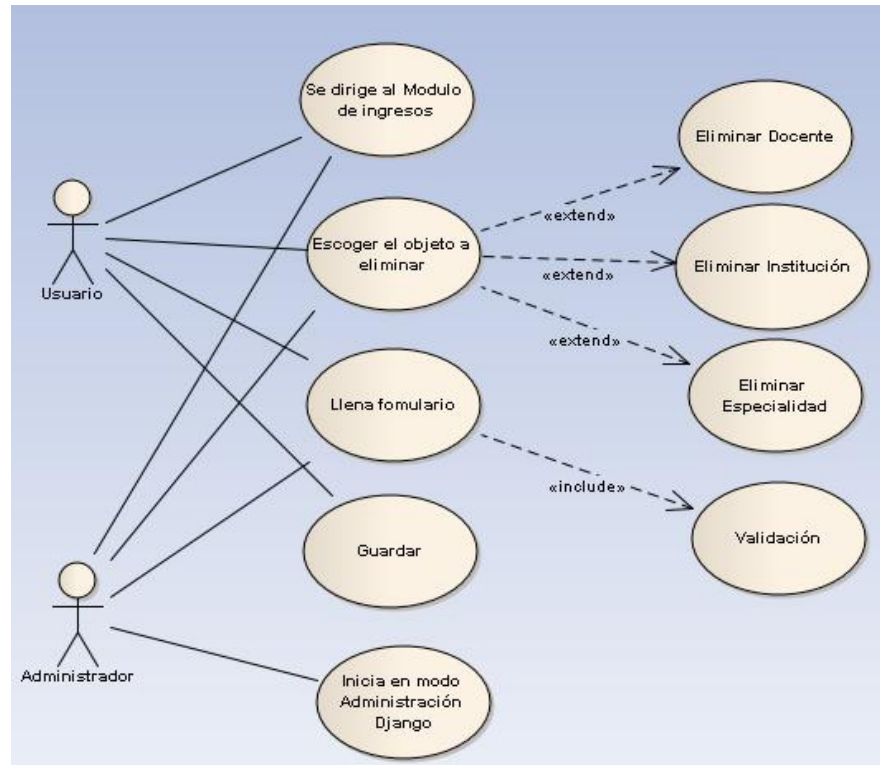 Se dirige al Modulo
de ingresos
Eliminar Docente
«extend»
Usuario
Escoger el objeto a
eliminar
Eliminar Institución
«extend»
«extend»
Eliminar
Especialidad
Llena fomulario
«include»
Validación
Guardar
Administrador
Inicia en modo
Administración
Django